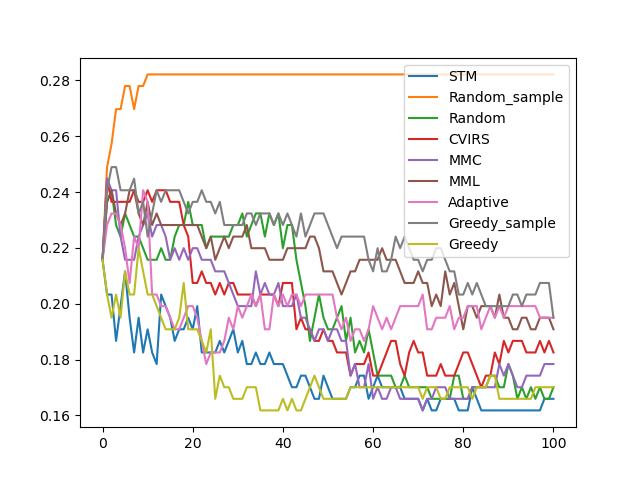 0.28
0.26
0.24
0.22
0.20
0.18
0.16
0
20
40
60
80
100
STM
Random_sample
Random
CVIRS
MMC
MML
Adaptive
Greedy_sample
Greedy